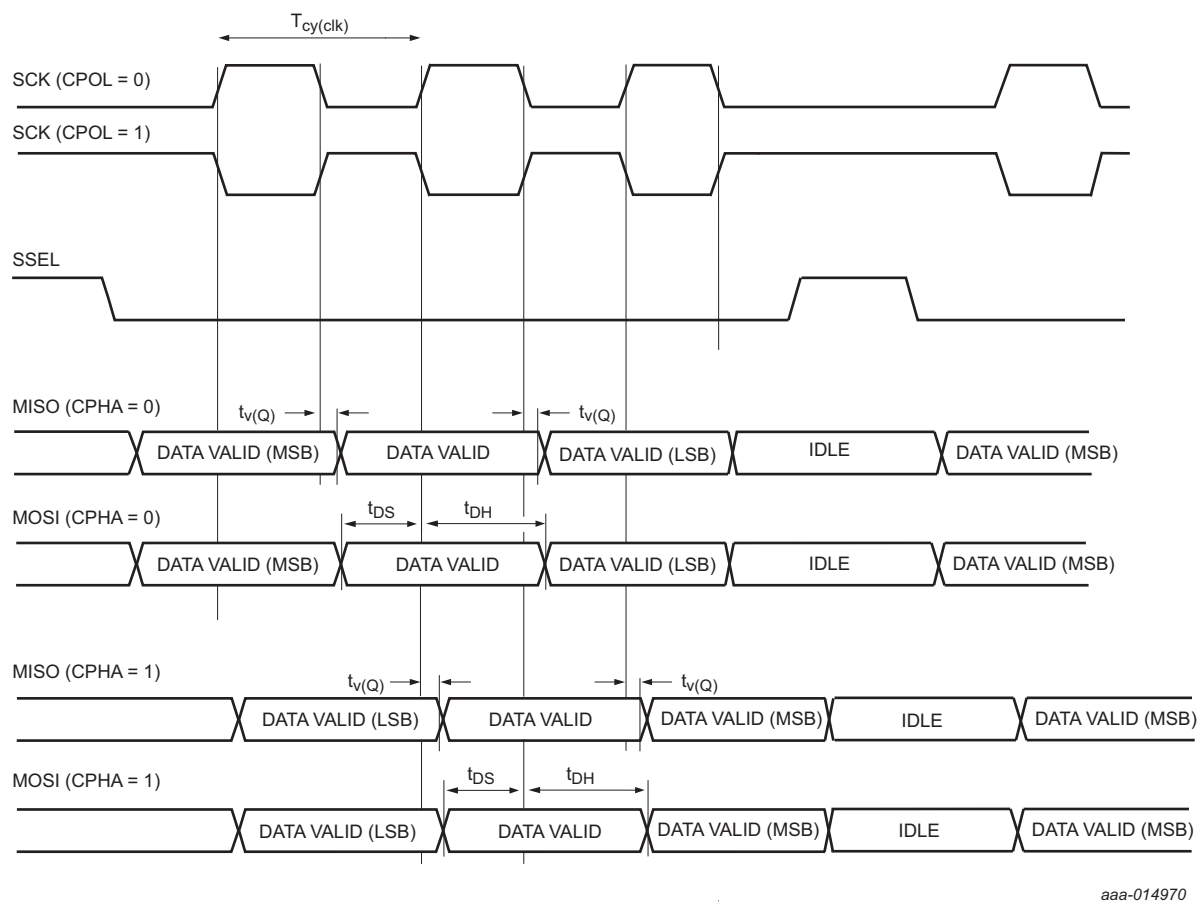 Tcy(clk)
SCK (CPOL = 0)
SCK (CPOL = 1)
SSEL
MISO (CPHA = 0)
tv(Q) tv(Q)
DATA VALID (MSB) DATA VALID DATA VALID (LSB) IDLE DATA VALID (MSB)
MOSI (CPHA = 0)
tDS tDH
DATA VALID (MSB) DATA VALID DATA VALID (LSB) IDLE DATA VALID (MSB)
MISO (CPHA = 1)
tv(Q) tv(Q)
DATA VALID (LSB) DATA VALID DATA VALID (MSB) IDLE DATA VALID (MSB)
MOSI (CPHA = 1)
tDS tDH
DATA VALID (LSB) DATA VALID DATA VALID (MSB) IDLE DATA VALID (MSB)
aaa-014970